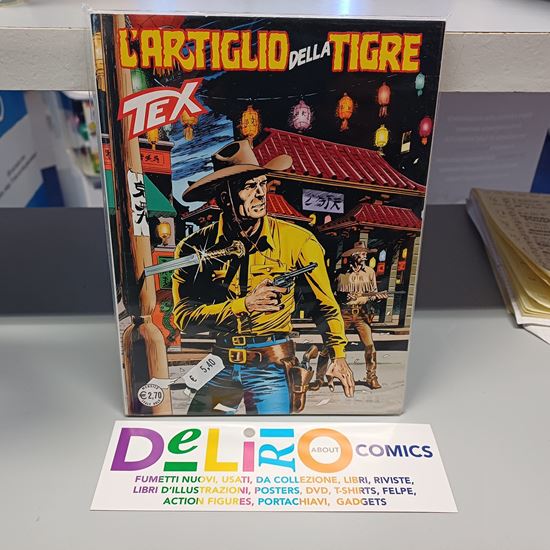 L'ARTIGLIO DELLA TIGRE
TEX
€ 5,40
€ 2,70
DeLiRiO ABOUT COMICS
FUMETTI NUOVI, USATI, DA COLLEZIONE, LIBRI, RIVISTE,
LIBRI D'ILLUSTRAZIONI, POSTERS, DVD, T-SHIRTS, FELPE,
ACTION FIGURES, PORTACHIAVI, GADGETS